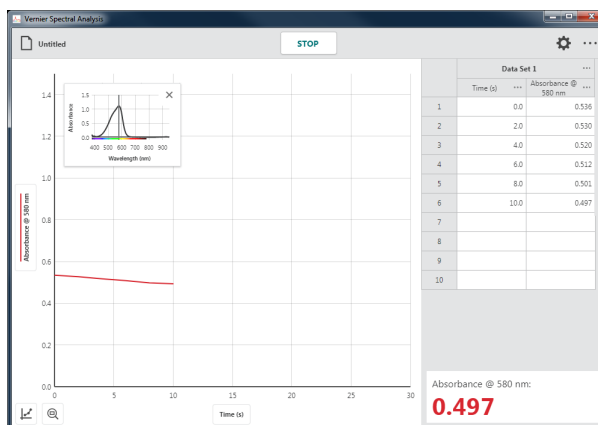 Vernier Spectral Analysis
Untitled
STOP
...
1.4
1.2
1.0
0.8
0.6
0.4
0.2
0.0
Absorbance @ 580 nm
1.5
1.0
0.5
0.0
Absorbance
400 500 600 700 800 900
Wavelength (nm)
0 5 10 15 20 25 30
Time (s)
Data Set 1 ...
Time (s) ... Absorbance @ 580 nm ...
1 0.0 0.536
2 2.0 0.530
3 4.0 0.520
4 6.0 0.512
5 8.0 0.501
6 10.0 0.497
7
8
9
10
Absorbance @ 580 nm:
0.497